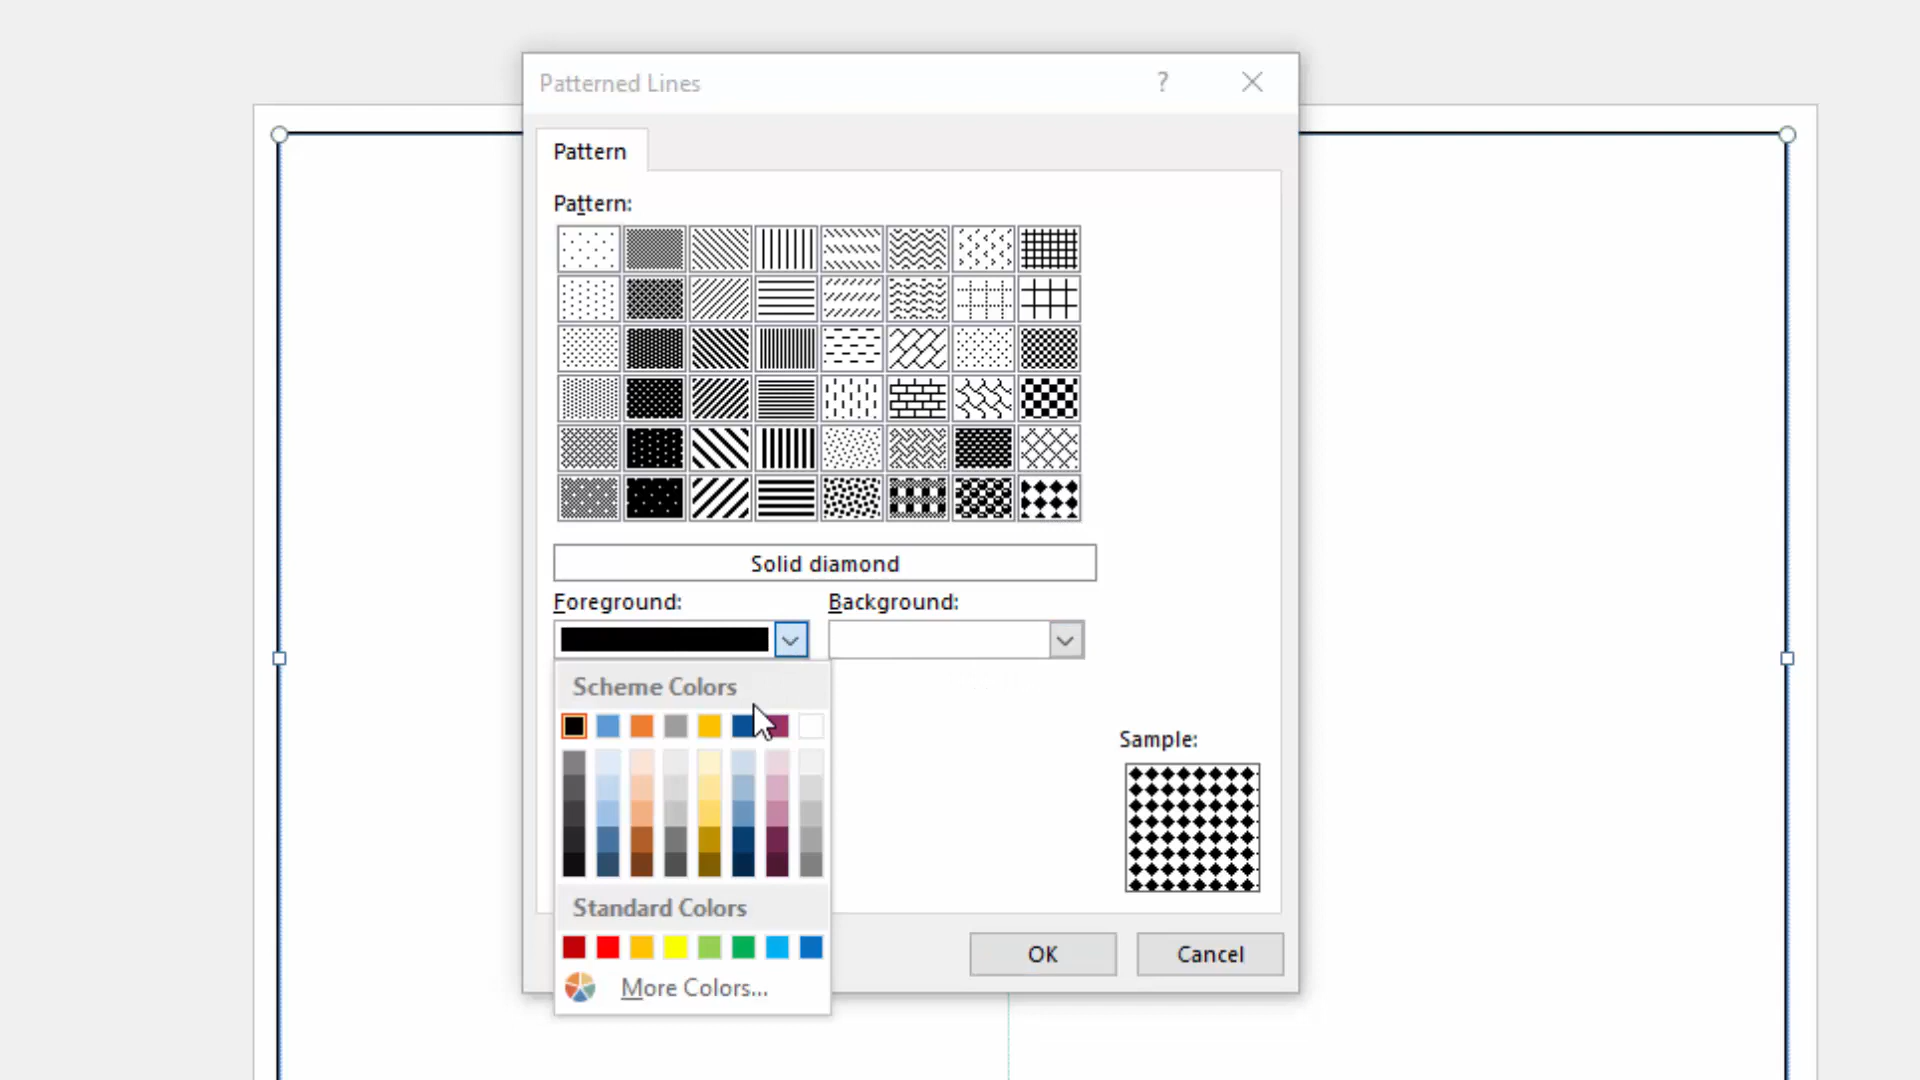 Patterned Lines
?
Pattern
Pattern:
Solid diamond
Foreground:
Background:
Scheme Colors
Sample:
Standard Colors
More Colors...
OK
Cancel